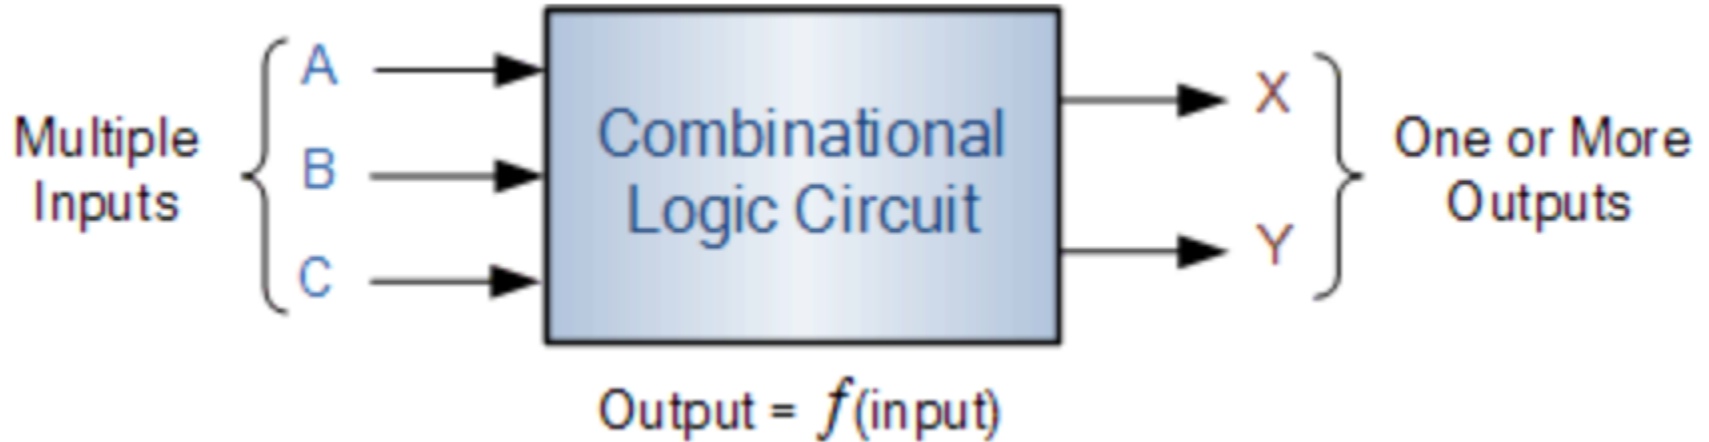 Multiple
Inputs
A
B
C
Combinational
Logic Circuit
X
Y
One or More
Outputs
Output = f(input)